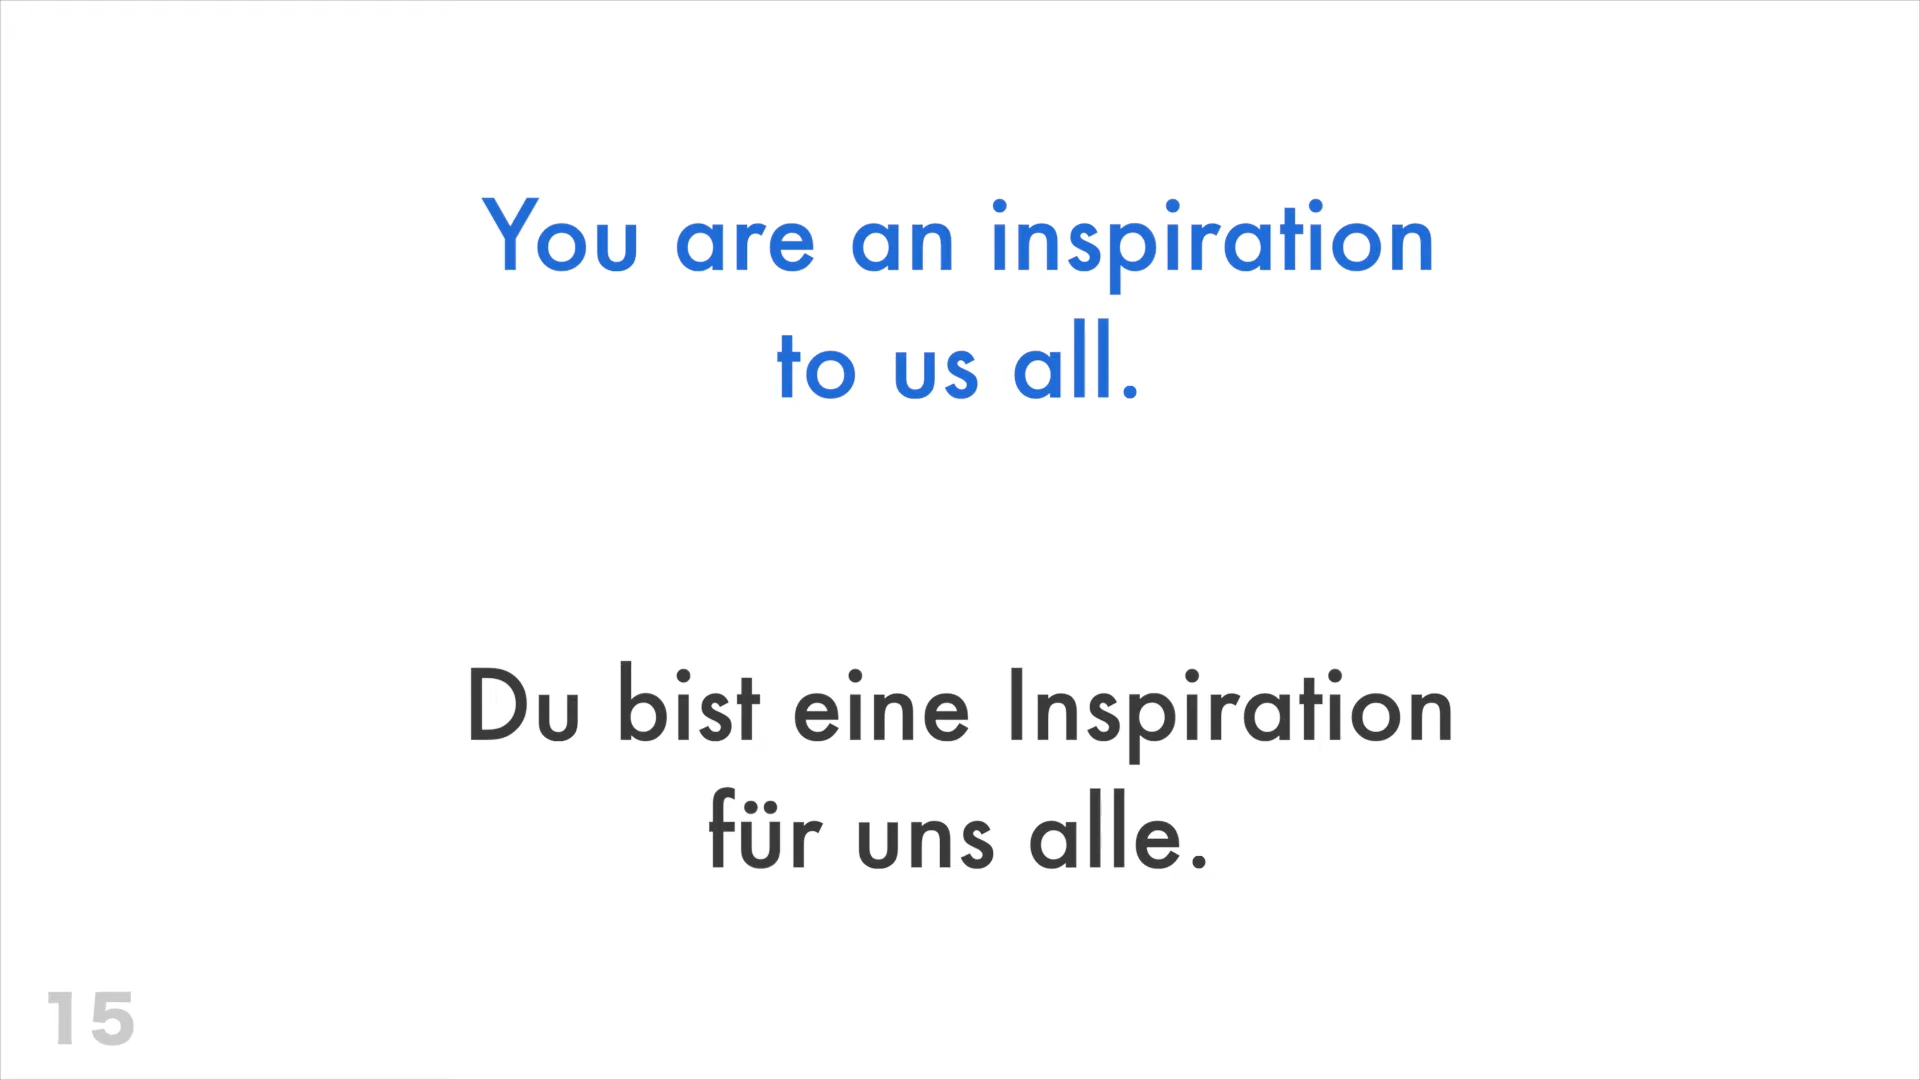 You are an inspiration
to us all.
Du bist eine Inspiration
für uns alle.
15